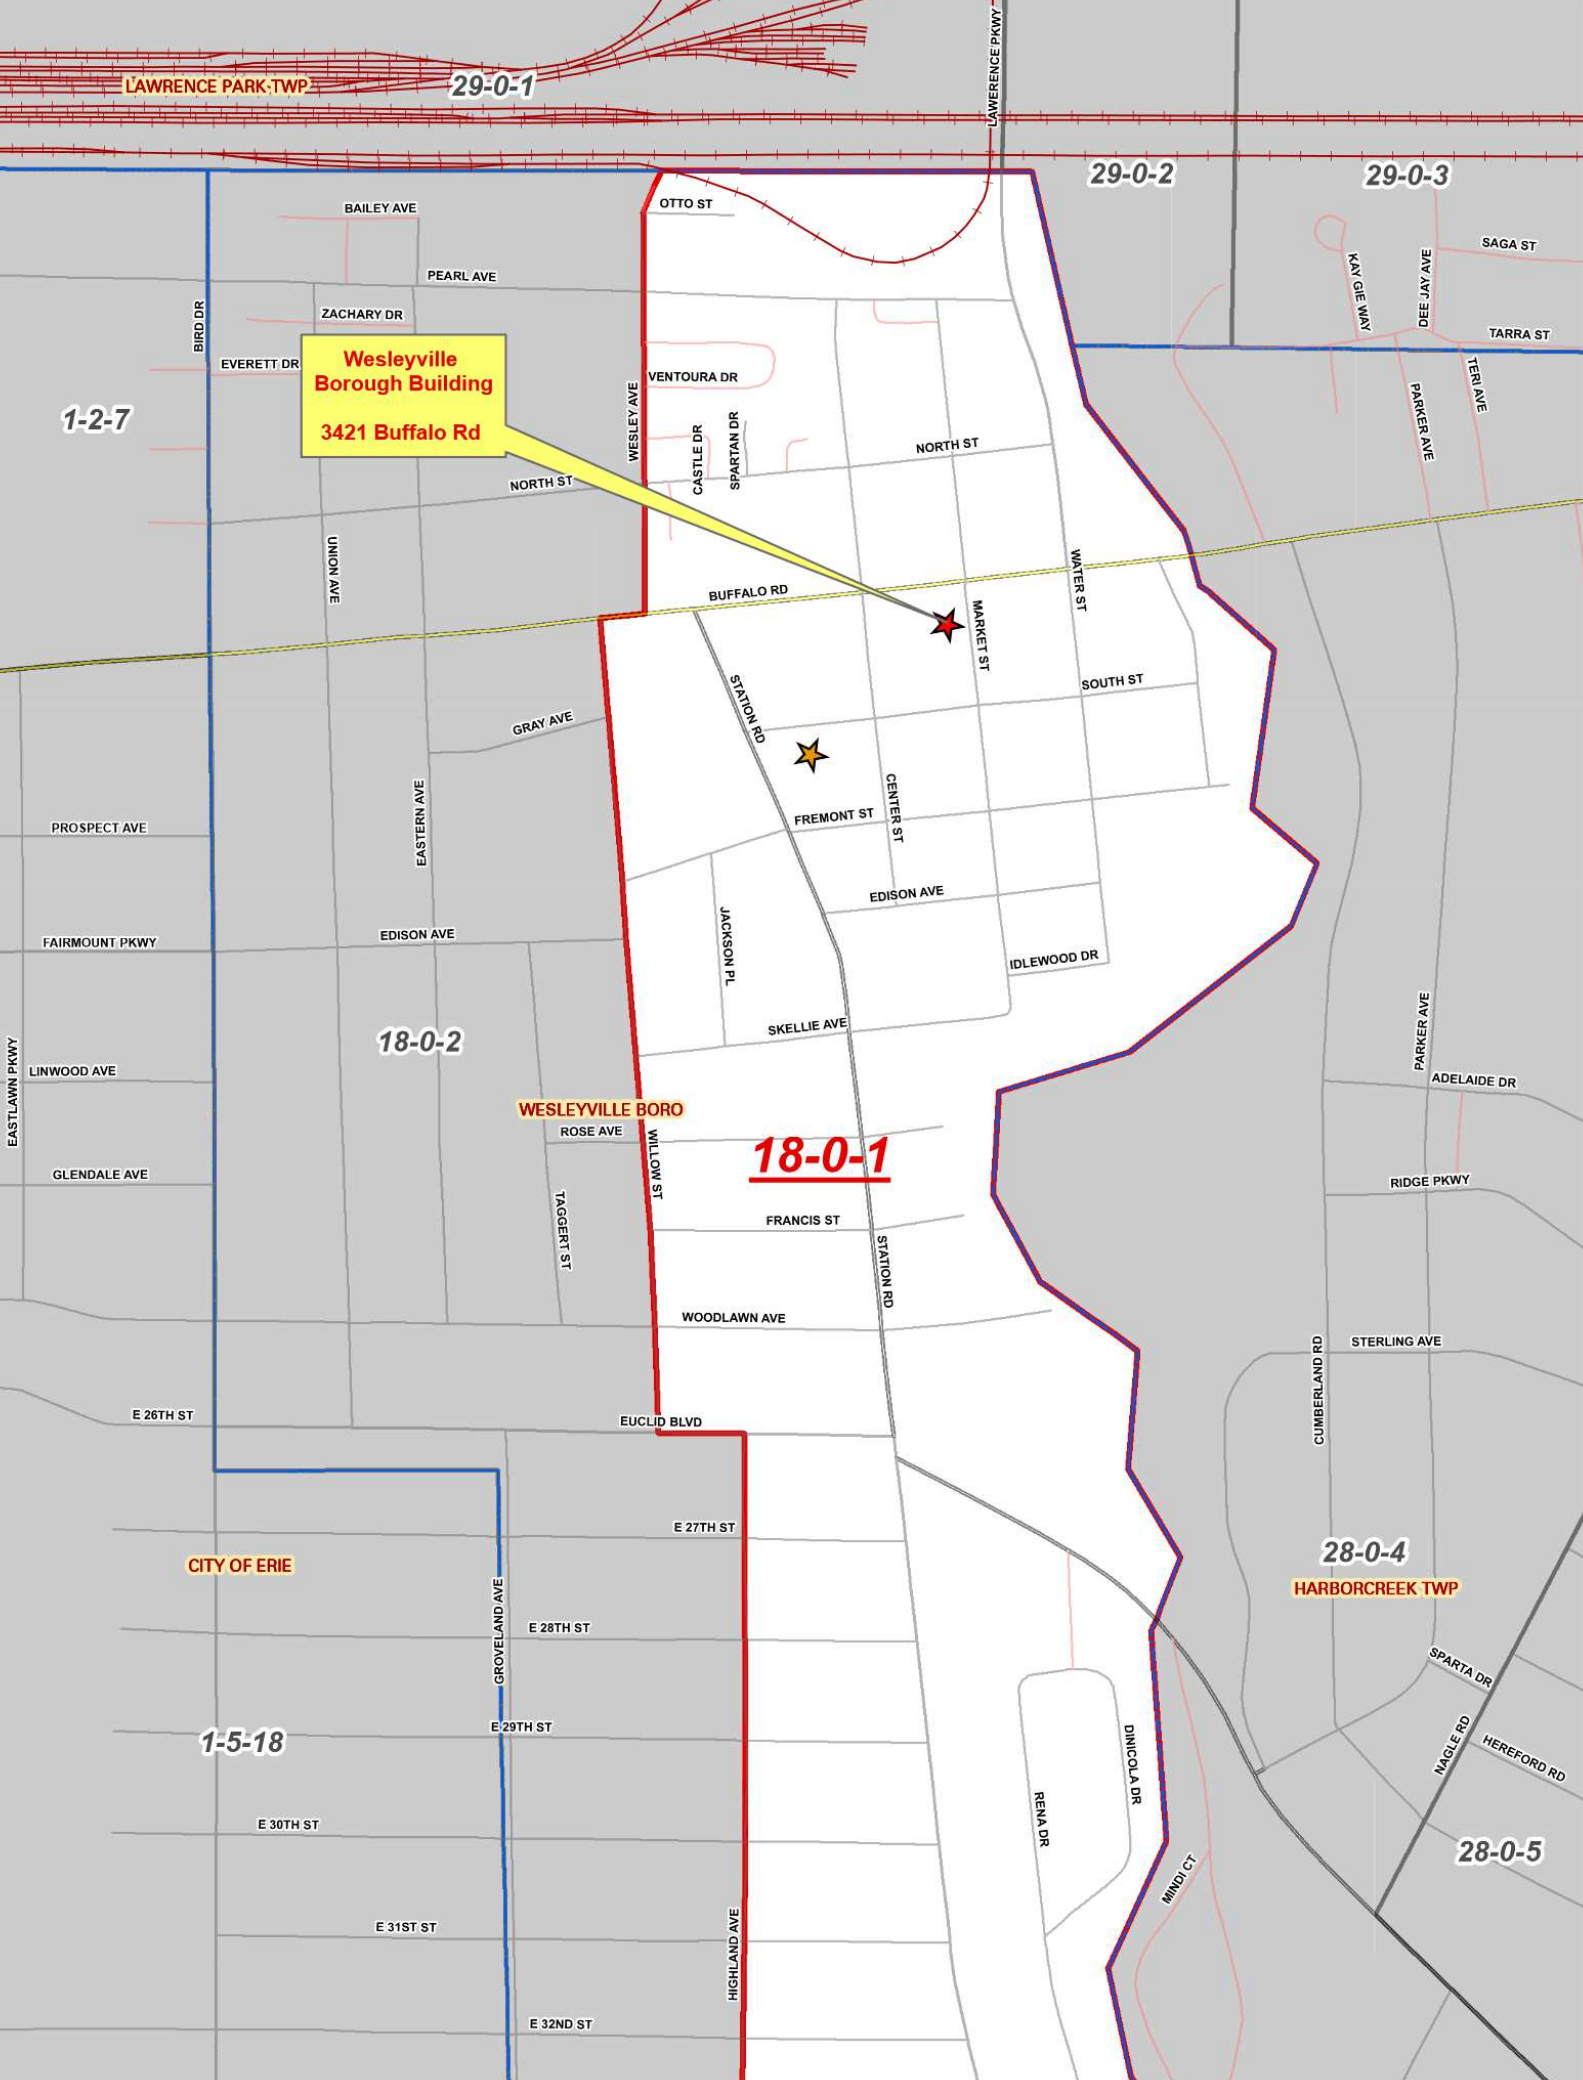 LAWRENCE PARK TWP
29-0-1
LAWERENCE PKWY
29-0-2
29-0-3
BAILEY AVE
OTTO ST
SAGA ST
PEARL AVE
KAY GIE WAY
DEE JAY AVE
BIRD DR
ZACHARY DR
TARRA ST
EVERETT DR
Wesleyville
Borough Building
3421 Buffalo Rd
VENTOURA DR
TERI AVE
PARKER AVE
1-2-7
WESLEY AVE
CASTLE DR
SPARTAN DR
NORTH ST
NORTH ST
UNION AVE
WATER ST
BUFFALO RD
MARKET ST
SOUTH ST
STATION RD
GRAY AVE
EASTERN AVE
CENTER ST
FREMONT ST
PROSPECT AVE
EDISON AVE
JACKSON PL
EDISON AVE
FAIRMOUNT PKWY
IDLEWOOD DR
18-0-2
SKELLIE AVE
PARKER AVE
EASTLAWN PKWY
LINWOOD AVE
ADELAIDE DR
WESLEYVILLE BORO
ROSE AVE
WILLOW ST
18-0-1
GLENDALE AVE
RIDGE PKWY
TAGGERT ST
FRANCIS ST
STATION RD
WOODLAWN AVE
STERLING AVE
CUMBERLAND RD
E 26TH ST
EUCLID BLVD
E 27TH ST
28-0-4
HARBORCREEK TWP
CITY OF ERIE
GROVELAND AVE
E 28TH ST
SPARTA DR
E 29TH ST
1-5-18
NAGLE RD
HEREFORD RD
DINICOLA DR
RENA DR
E 30TH ST
28-0-5
MINDI CT
E 31ST ST
HIGHLAND AVE
E 32ND ST